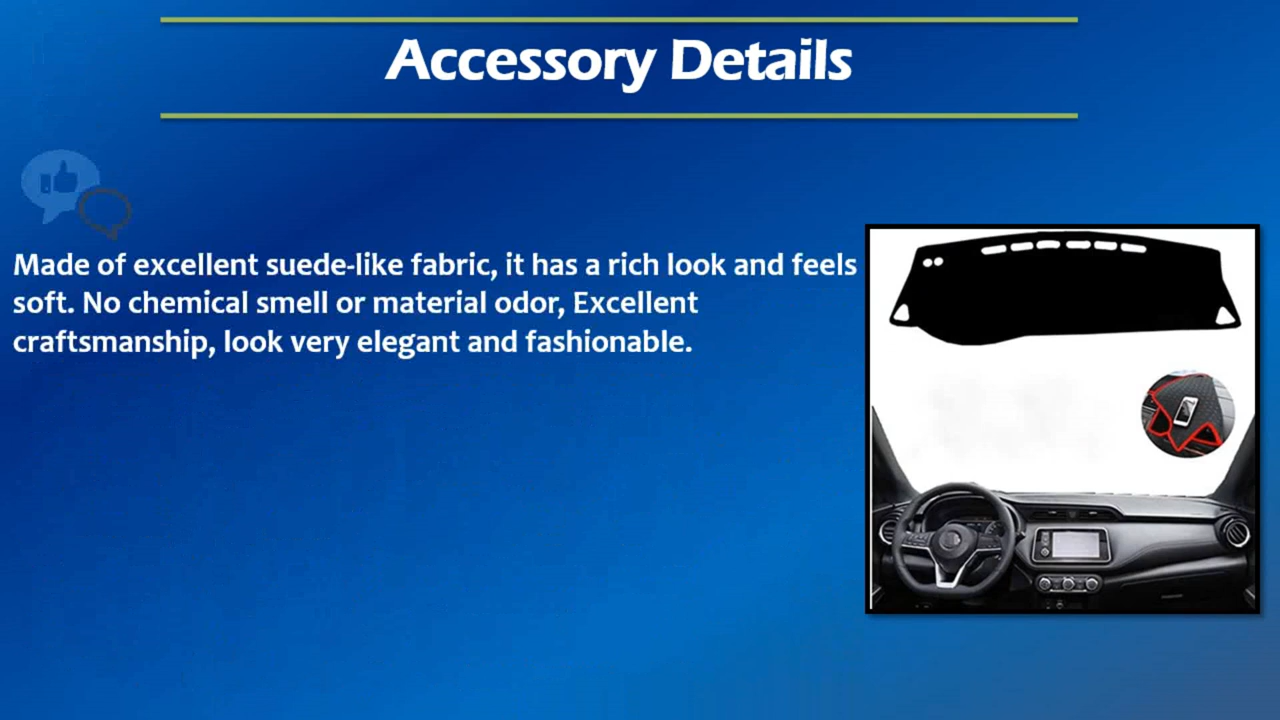 Accessory Details
Made of excellent suede-like fabric, it has a rich look and feels
soft. No chemical smell or material odor, Excellent
craftsmanship, look very elegant and fashionable.